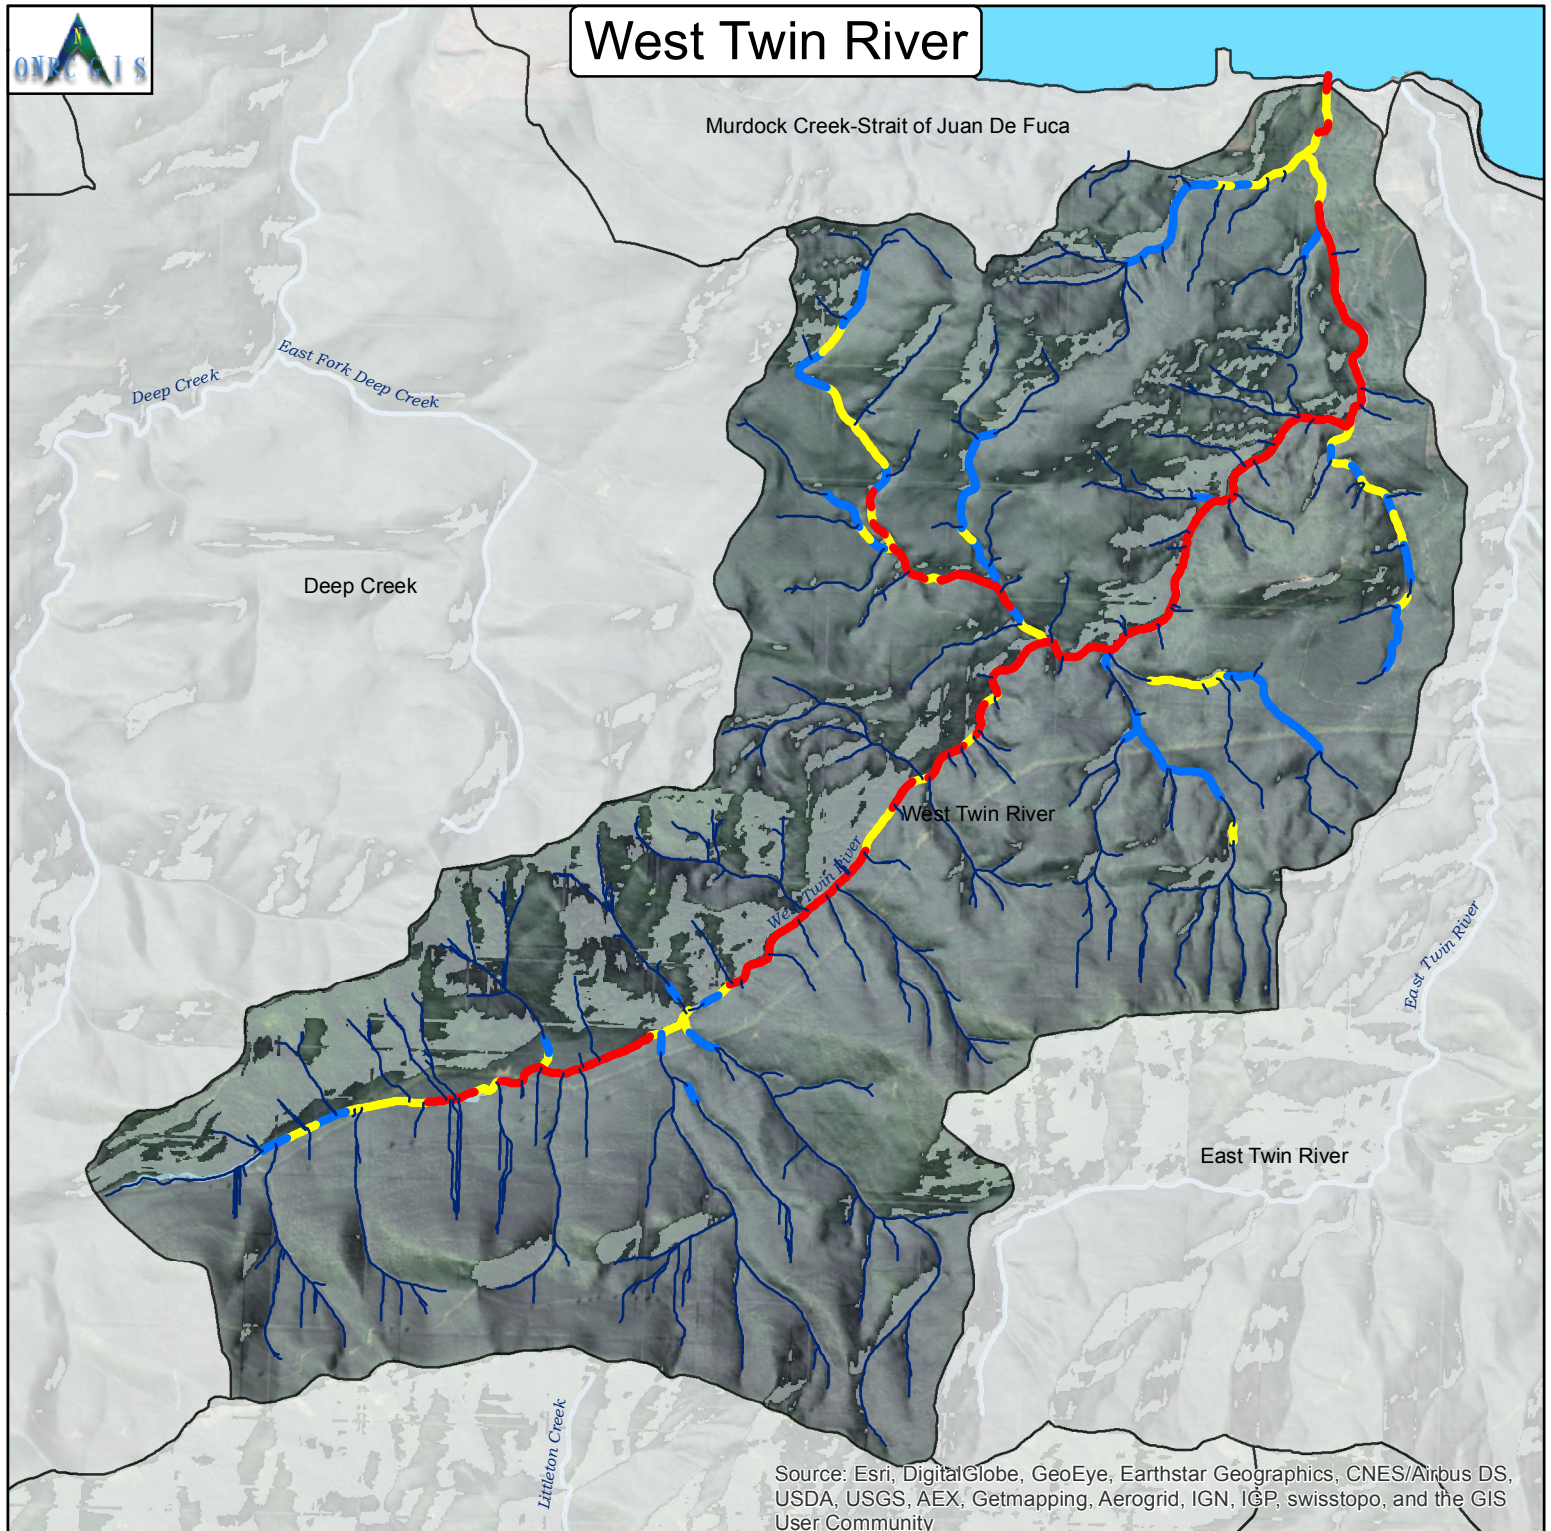 N
ONRC GIS
West Twin River
Murdock Creek-Strait of Juan De Fuca
East Fork Deep Creek
Deep Creek
Deep Creek
West Twin River
West Twin River
East Twin River
East Twin River
Littleton Creek
Source: Esri, DigitalGlobe, GeoEye, Earthstar Geographics, CNES/Airbus DS,
USDA, USGS, AEX, Getmapping, Aerogrid, IGN, IGP, swisstopo, and the GIS
User Community